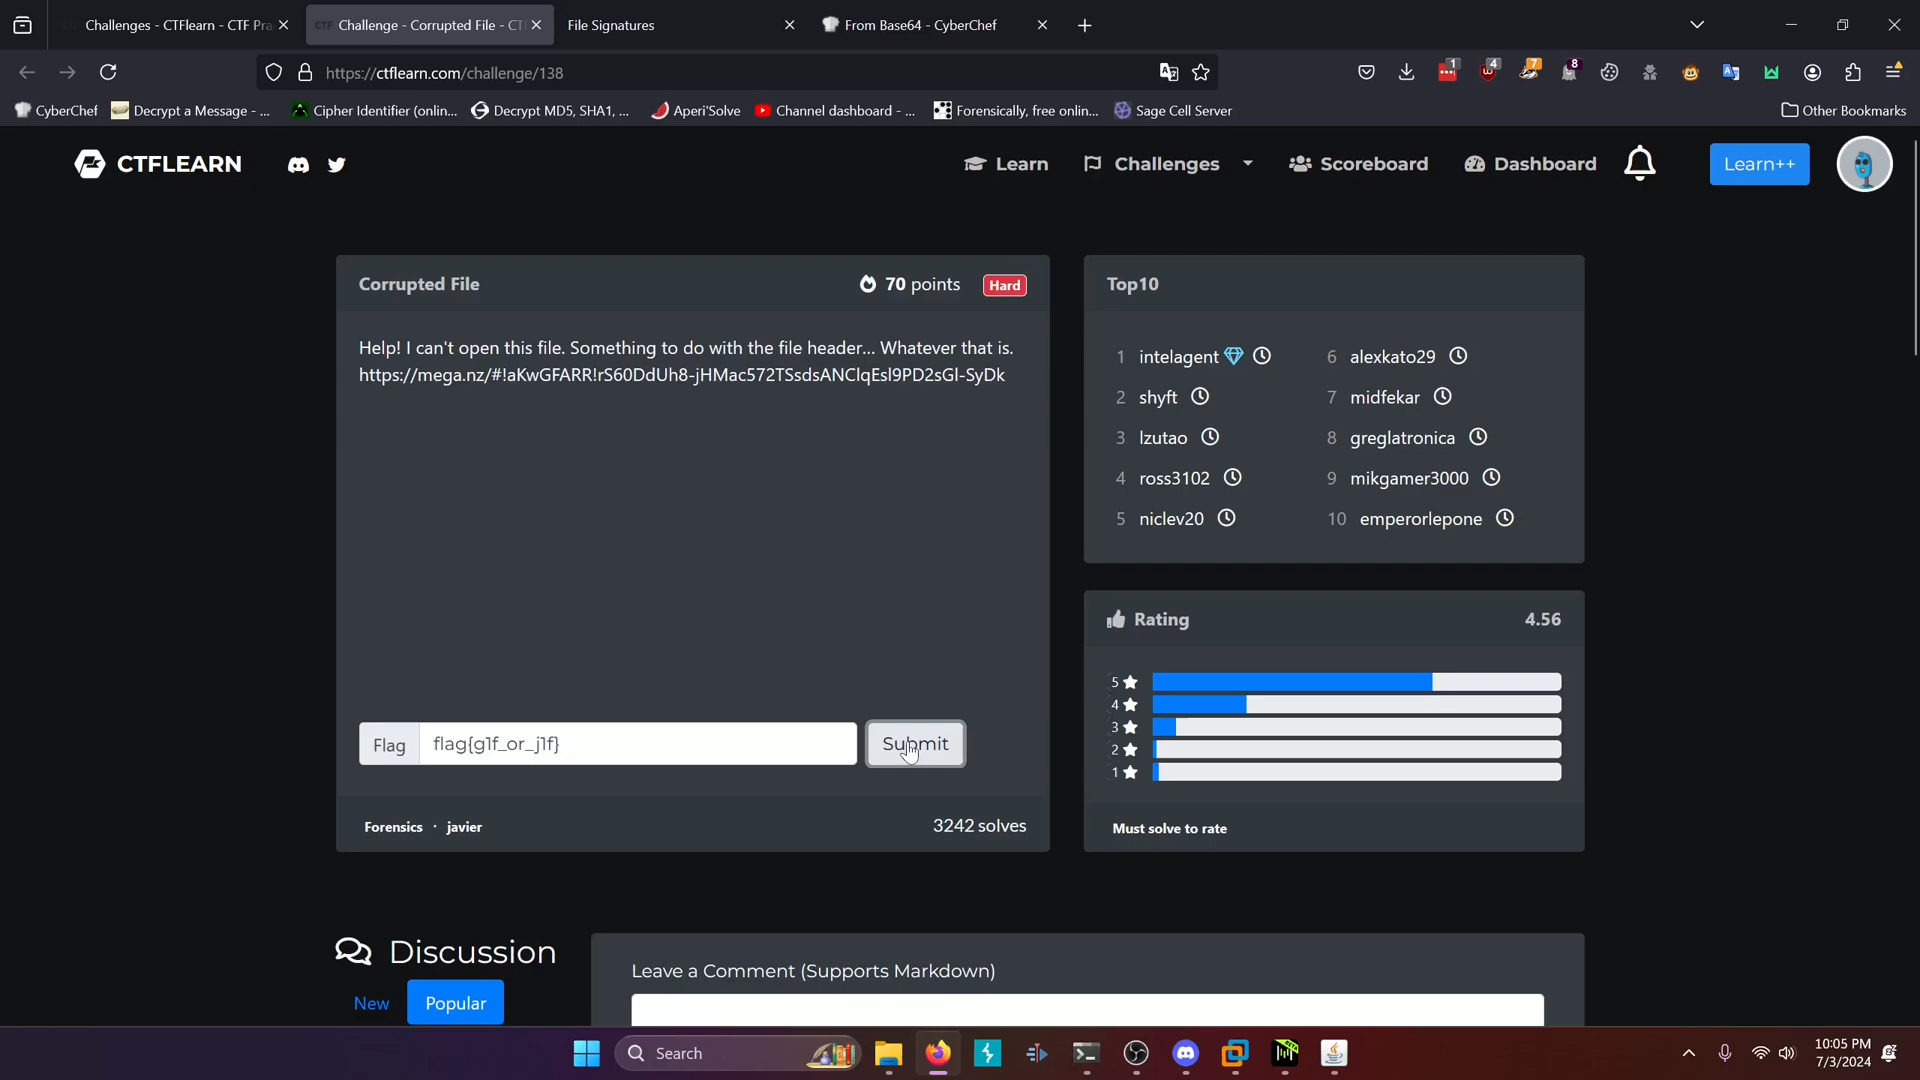 Challenges - CTFlearn - CTF Pra
Challenge - Corrupted File - CT
File Signatures
From Base64 - CyberChef
https://ctflearn.com/challenge/138
1
4
7
8
CyberChef
Decrypt a Message - ...
Cipher Identifier (onlin...
Decrypt MD5, SHA1, ...
Aperi'Solve
Channel dashboard - ...
Forensically, free onlin...
Sage Cell Server
Other Bookmarks
CTFLEARN
Learn
Challenges
Scoreboard
Dashboard
Learn++
Corrupted File
70 points
Hard
Help! I can't open this file. Something to do with the file header... Whatever that is.
https://mega.nz/#!aKwGFARR!rS60DdUh8-jHMac572TSsdsANClqEsl9PD2sGl-SyDk
Flag
flag{g1f_or_j1f}
Submit
Forensics · javier
3242 solves
Top10
1 intelagent
2 shyft
3 lzutao
4 ross3102
5 niclev20
6 alexkato29
7 midfekar
8 greglatronica
9 mikgamer3000
10 emperorlepone
Rating
4.56
5
4
3
2
1
Must solve to rate
Discussion
New
Popular
Leave a Comment (Supports Markdown)
Search
10:05 PM
7/3/2024